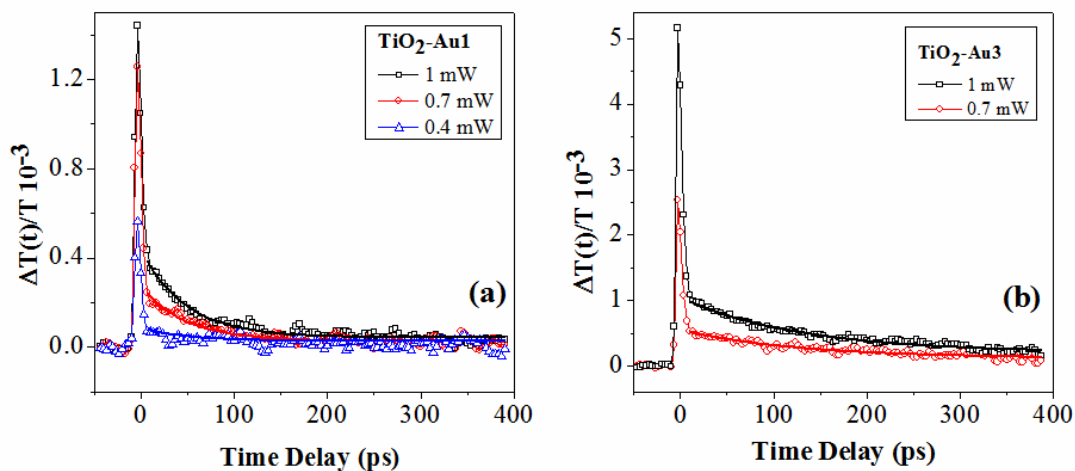 TiO2-Au1
1 mW
0.7 mW
0.4 mW
1.2
0.8
0.4
0.0
ΔT(t)/T 10-3
(a)
0 100 200 300 400
Time Delay (ps)
TiO2-Au3
1 mW
0.7 mW
5
4
3
2
1
0
ΔT(t)/T 10-3
(b)
0 100 200 300 400
Time Delay (ps)